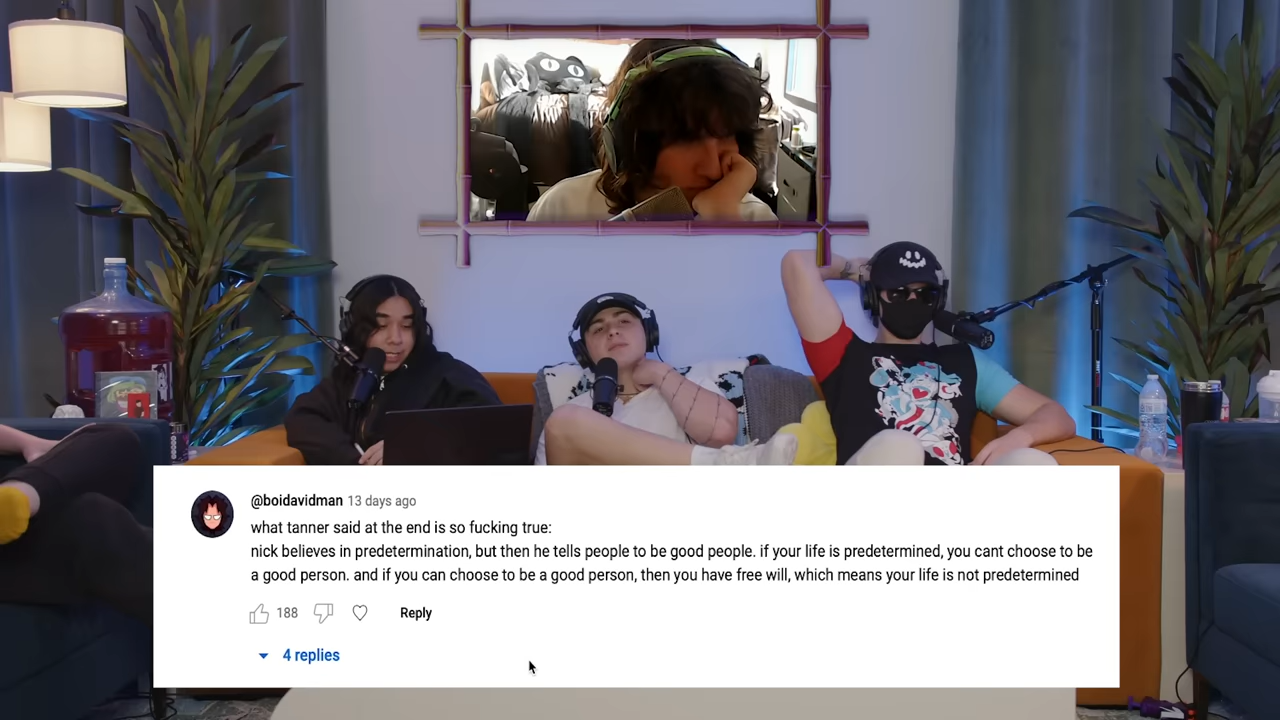 @boidavidman 13 days ago
what tanner said at the end is so fucking true:
nick believes in predetermination, but then he tells people to be good people. if your life is predetermined, you cant choose to be
a good person. and if you can choose to be a good person, then you have free will, which means your life is not predetermined
188 Reply
4 replies